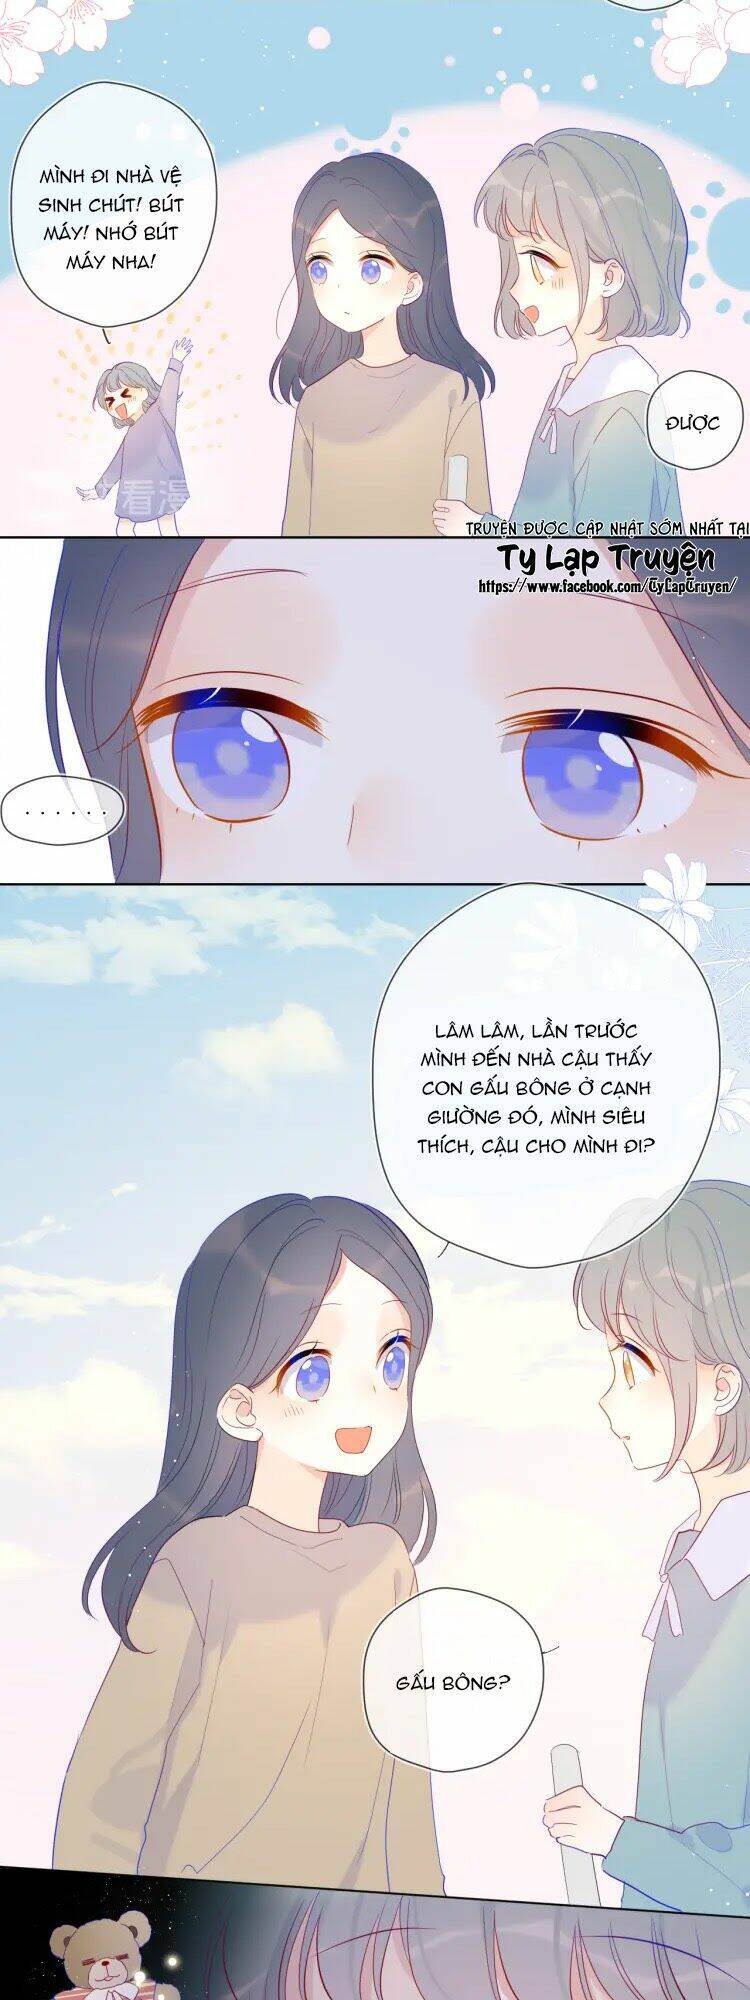 MÌNH ĐI NHÀ VỆ
SINH CHÚT! BÚT
MÁY! NHỚ BÚT
MÁY NHA!
ĐƯỢC
看漫
TRUYỆN ĐƯỢC CẬP NHẬT SỚM NHẤT TẠI
Ty Lạp Truyện
https://www.facebook.com/TyLapTruyen/
......
LÂM LÂM, LẦN TRƯỚC
MÌNH ĐẾN NHÀ CẬU THẤY
CON GẤU BÔNG Ở CẠNH
GIƯỜNG ĐÓ, MÌNH SIÊU
THÍCH, CẬU CHO MÌNH ĐI?
GẤU BÔNG?